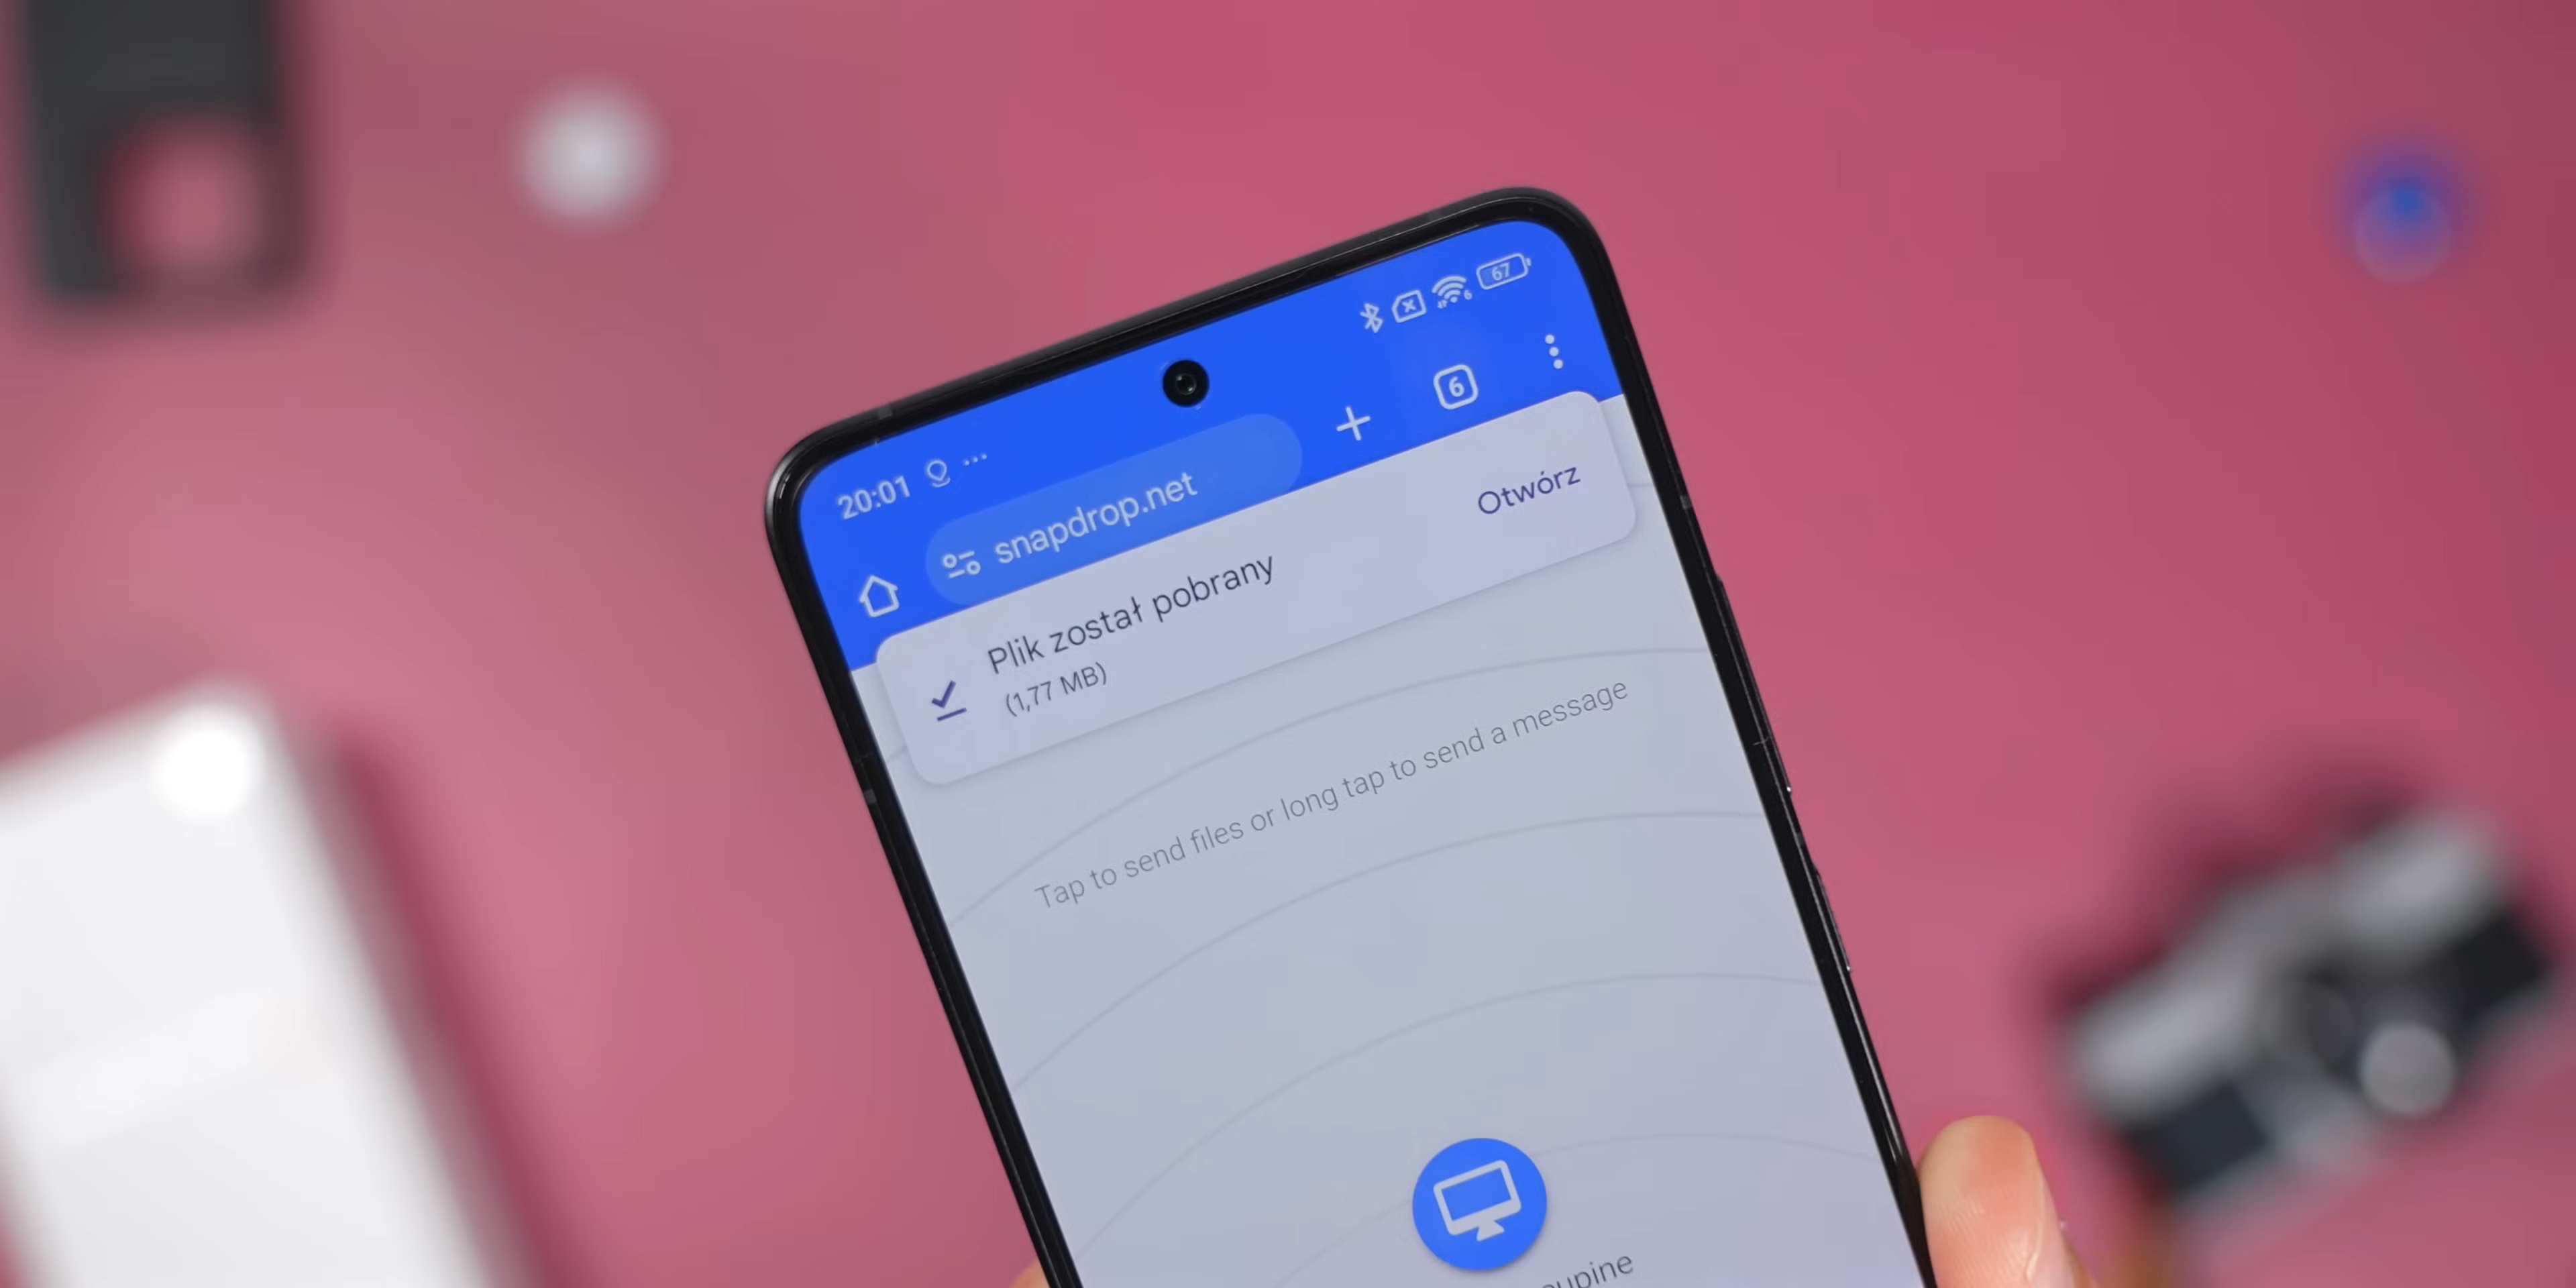 20:01 ... 67
snapdrop.net 6
Plik został pobrany
(1,77 MB)
Otwórz
Tap to send files or long tap to send a message